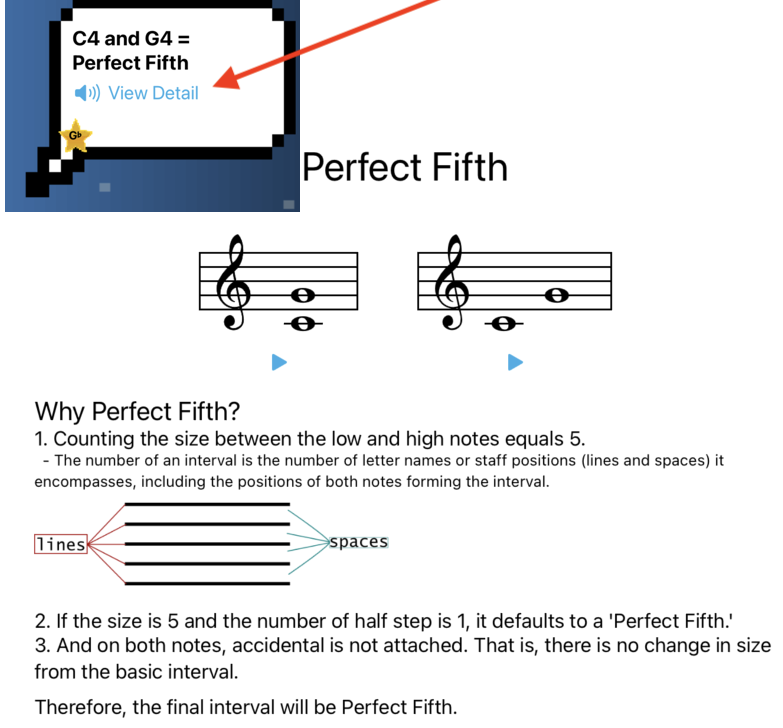 C4 and G4 =
Perfect Fifth
View Detail
Gb
Perfect Fifth
Why Perfect Fifth?
1. Counting the size between the low and high notes equals 5.
- The number of an interval is the number of letter names or staff positions (lines and spaces) it
encompasses, including the positions of both notes forming the interval.
lines
spaces
2. If the size is 5 and the number of half step is 1, it defaults to a 'Perfect Fifth.'
3. And on both notes, accidental is not attached. That is, there is no change in size
from the basic interval.
Therefore, the final interval will be Perfect Fifth.